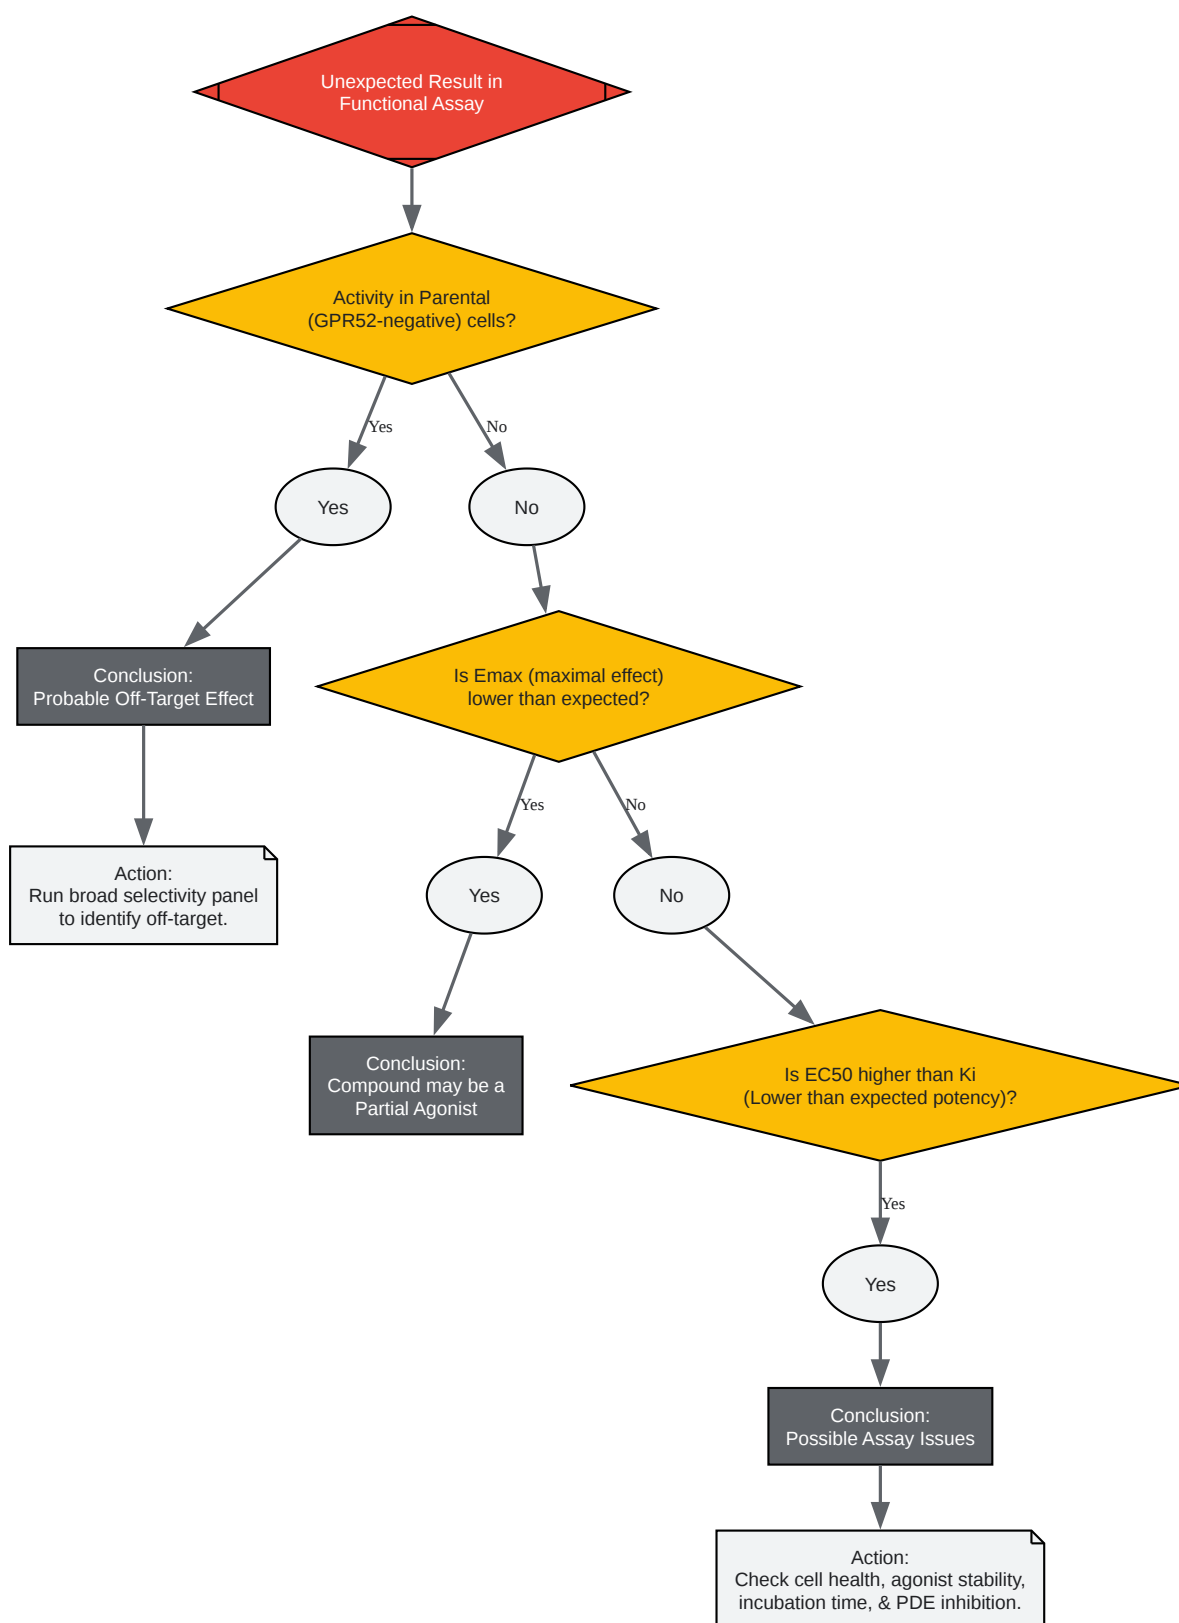 Unexpected Result in
Functional Assay
Activity in Parental
(GPR52-negative) cells?
Yes
No
Yes
No
Conclusion:
Probable Off-Target Effect
Is Emax (maximal effect)
lower than expected?
Yes
No
Action:
Run broad selectivity panel
to identify off-target.
Yes
No
Conclusion:
Compound may be a
Partial Agonist
Is EC50 higher than Ki
(Lower than expected potency)?
Yes
Yes
Conclusion:
Possible Assay Issues
Action:
Check cell health, agonist stability,
incubation time, & PDE inhibition.